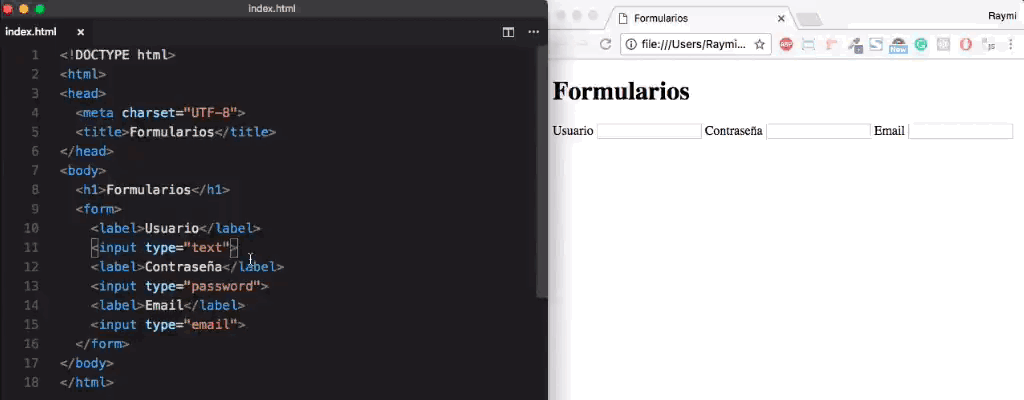 index.html
index.html
1 <!DOCTYPE html>
2 <html>
3 <head>
4 <meta charset="UTF-8">
5 <title>Formularios</title>
6 </head>
7 <body>
8 <h1>Formularios</h1>
9 <form>
10 <label>Usuario</label>
11 <input type="text">
12 <label>Contraseña</label>
13 <input type="password">
14 <label>Email</label>
15 <input type="email">
16 </form>
17 </body>
18 </html>
Formularios
Raymi
file:///Users/Raymi...
ABP
New
js
Formularios
Usuario Contraseña Email